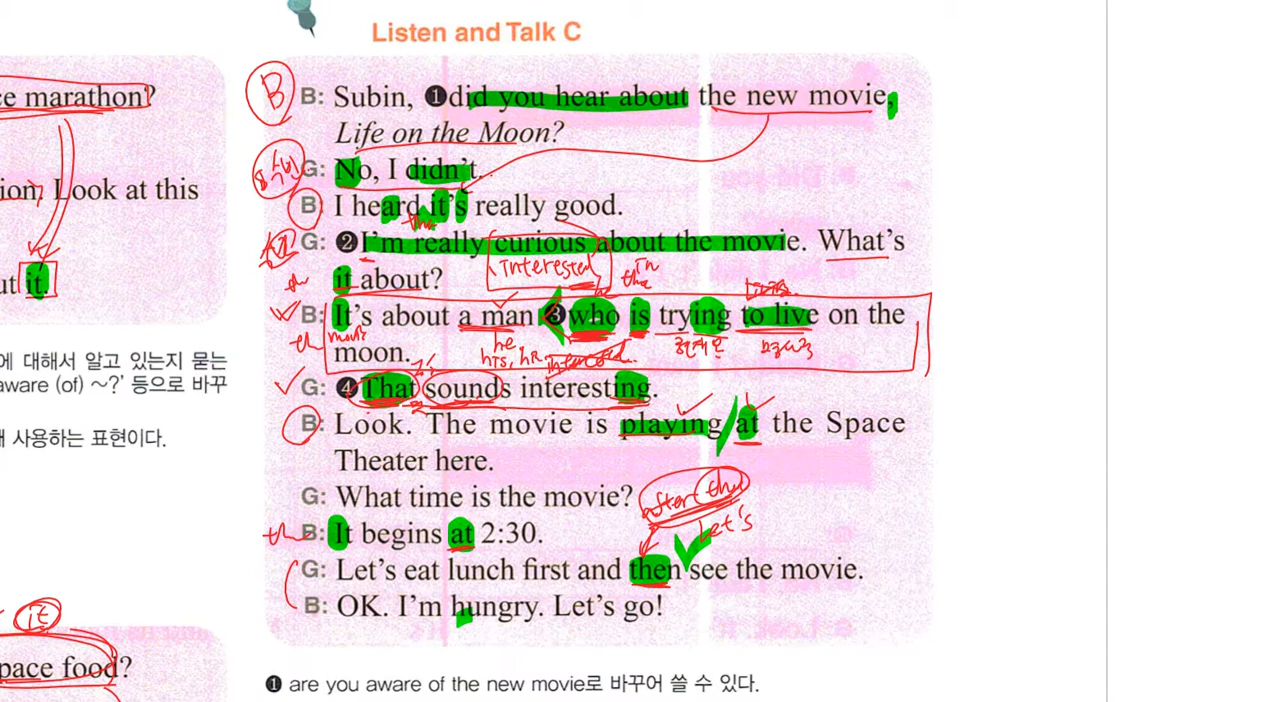 Listen and Talk C
ce marathon?
ion, Look at this
ut it.
에 대해서 알고 있는지 묻는
aware (of) ~?’ 등으로 바꾸
사용하는 표현이다.
it
pace food?
B
B: Subin, ❶did you hear about the new movie,
Life on the Moon?
G: No, I didn’t.
B: I heard it’s really good.
G: ❷I’m really curious about the movie. What’s
interested in
it about?
B: It’s about a man ❸who is trying to live on the
he
moon.
G: ❹That sounds interesting.
B: Look. The movie is playing at the Space
Theater here.
G: What time is the movie?
after that
Let's
B: It begins at 2:30.
G: Let’s eat lunch first and then see the movie.
B: OK. I’m hungry. Let’s go!
❶ are you aware of the new movie로 바꾸어 쓸 수 있다.